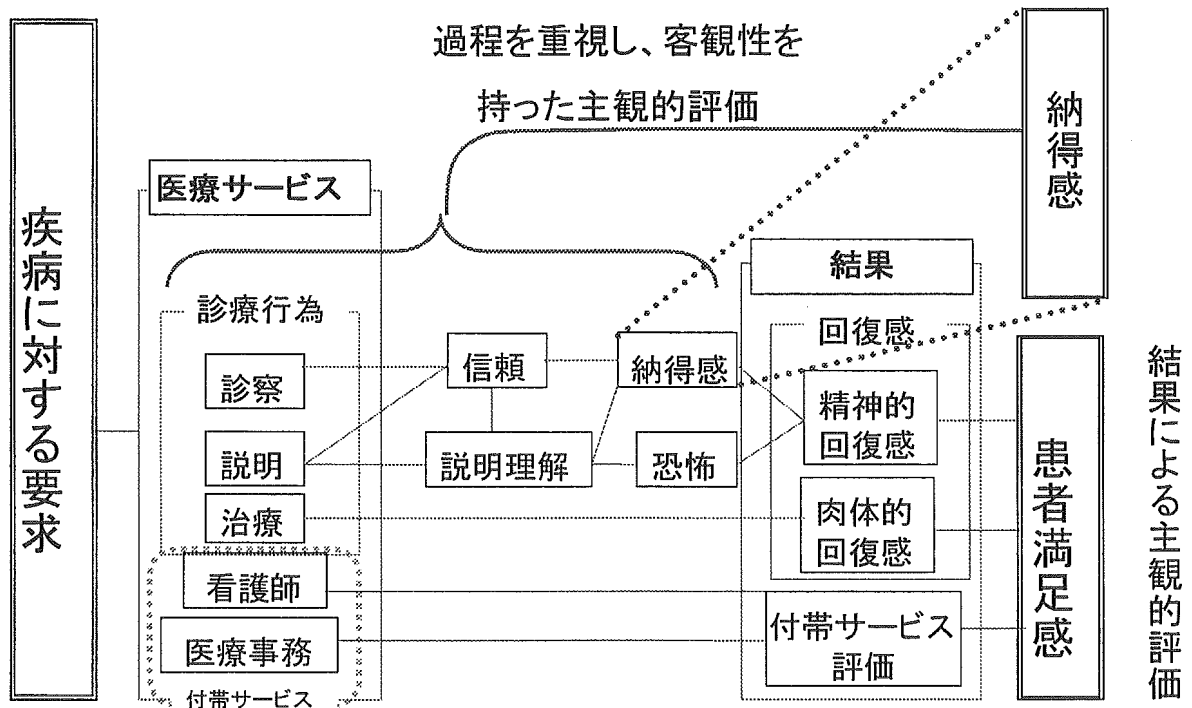 過程を重視し、客観性を
持った主観的評価
納得感
疾病に対する要求
医療サービス
結果
診療行為
回復感
診察
信頼
納得感
精神的
回復感
説明
説明理解
恐怖
治療
肉体的
回復感
看護師
医療事務
付帯サービス
付帯サービス
評価
患者満足感
結果による主観的評価